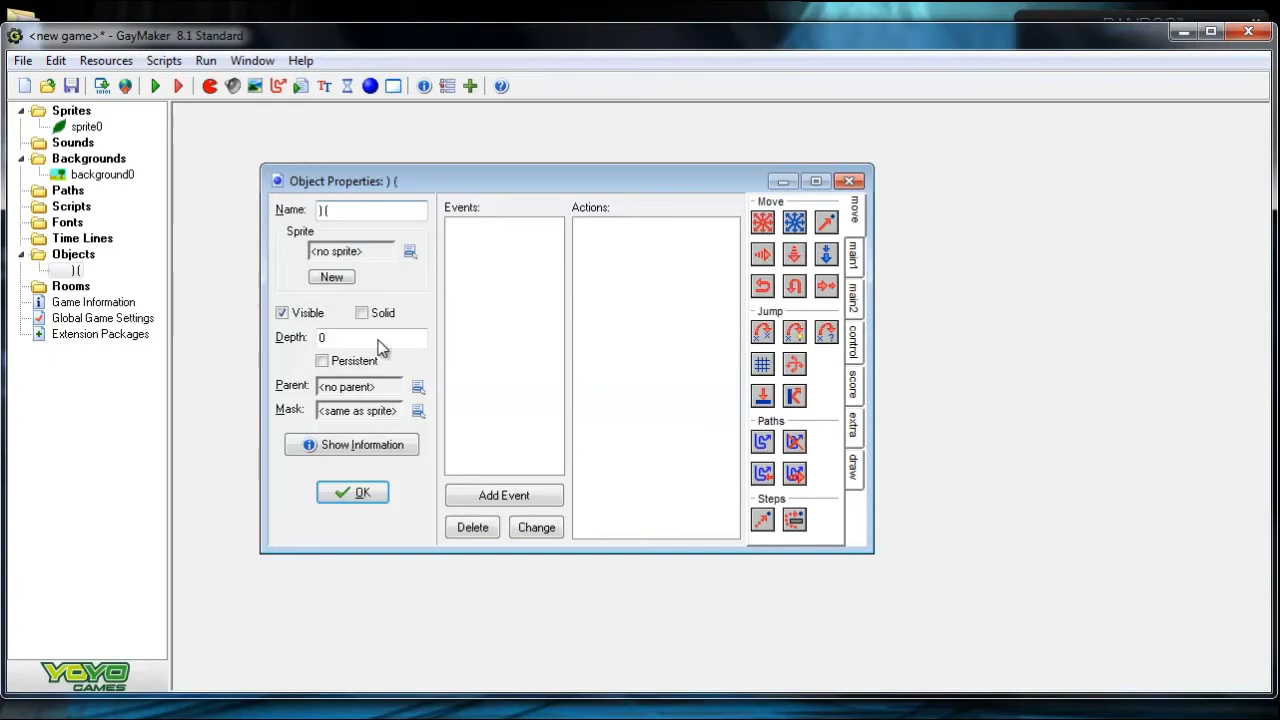 <new game>* - GayMaker 8.1 Standard
File Edit Resources Scripts Run Window Help
Sprites
sprite0
Sounds
Backgrounds
background0
Paths
Scripts
Fonts
Time Lines
Objects
) (
Rooms
Game Information
Global Game Settings
Extension Packages
YOYO
GAMES
Object Properties: ) (
Name: ) (
Sprite
<no sprite>
New
Visible Solid
Depth: 0
Persistent
Parent: <no parent>
Mask: <same as sprite>
Show Information
OK
Events:
Add Event
Delete Change
Actions:
Move
Jump
Paths
Steps
move
main1
main2
control
score
extra
draw